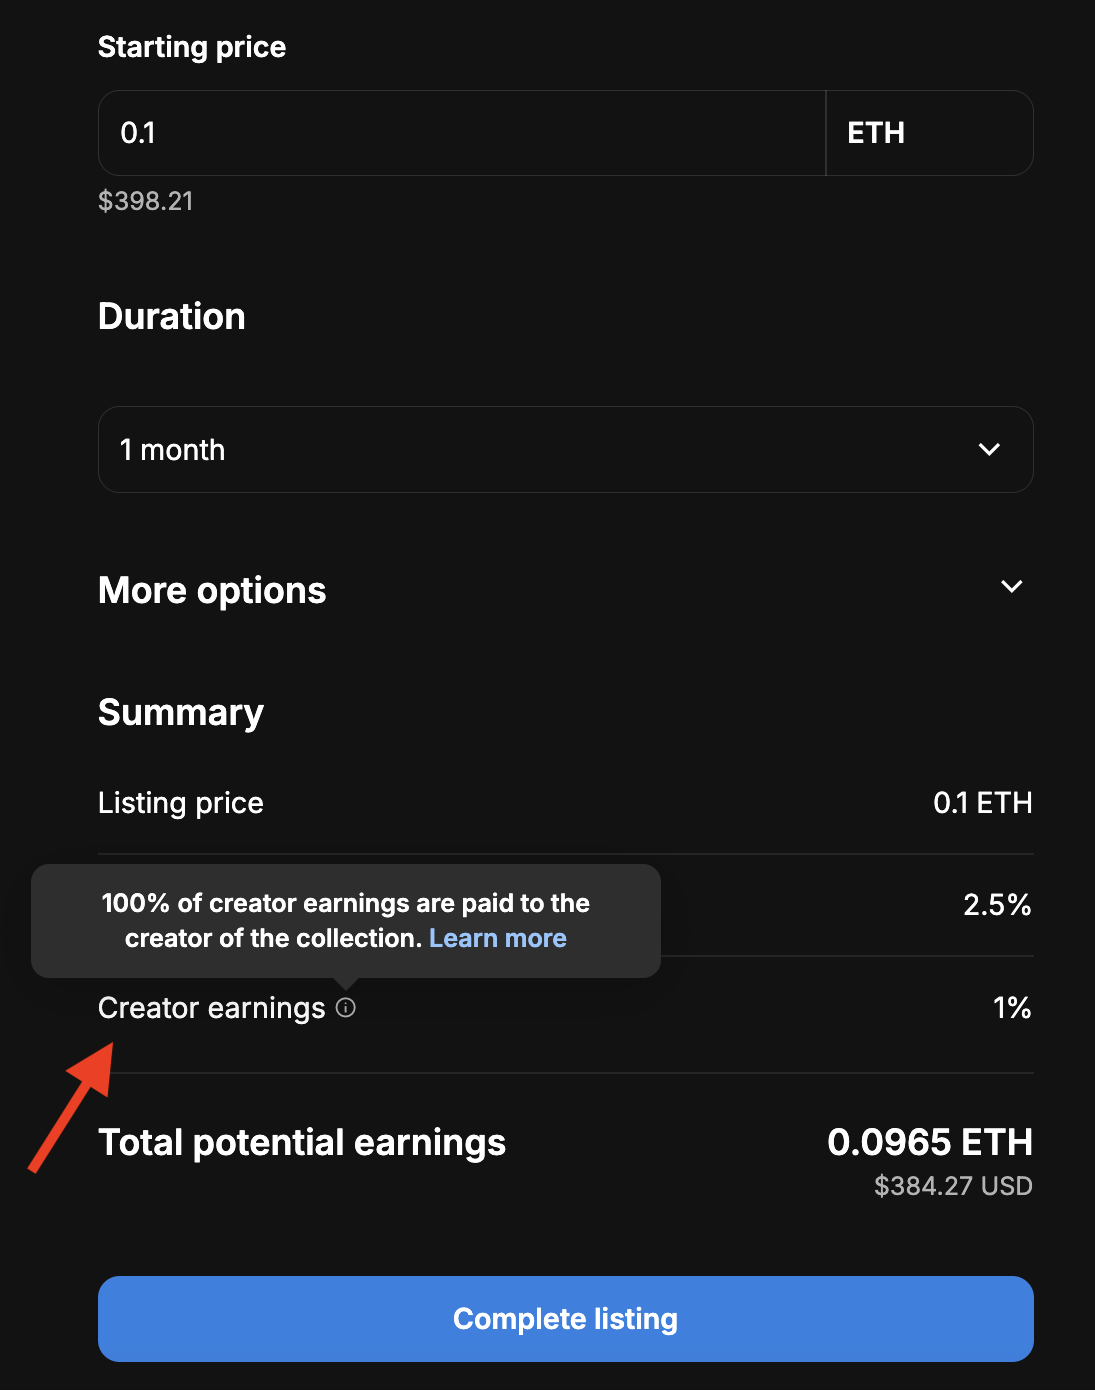 Starting price
0.1
ETH
$398.21
Duration
1 month
More options
Summary
Listing price
0.1 ETH
100% of creator earnings are paid to the
creator of the collection. Learn more
2.5%
Creator earnings
1%
Total potential earnings
0.0965 ETH
$384.27 USD
Complete listing